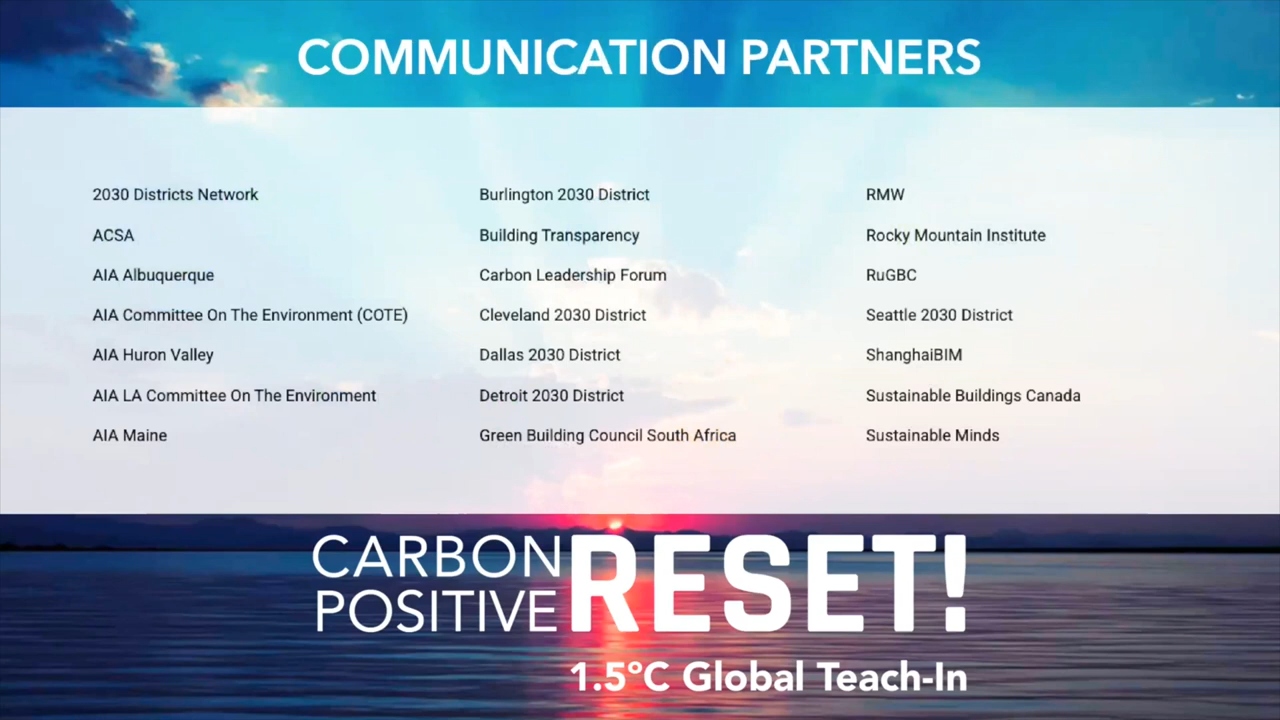 COMMUNICATION PARTNERS
2030 Districts Network
ACSA
AIA Albuquerque
AIA Committee On The Environment (COTE)
AIA Huron Valley
AIA LA Committee On The Environment
AIA Maine
Burlington 2030 District
Building Transparency
Carbon Leadership Forum
Cleveland 2030 District
Dallas 2030 District
Detroit 2030 District
Green Building Council South Africa
RMW
Rocky Mountain Institute
RuGBC
Seattle 2030 District
ShanghaiBIM
Sustainable Buildings Canada
Sustainable Minds
CARBON
POSITIVE
RESET!
1.5°C Global Teach-In